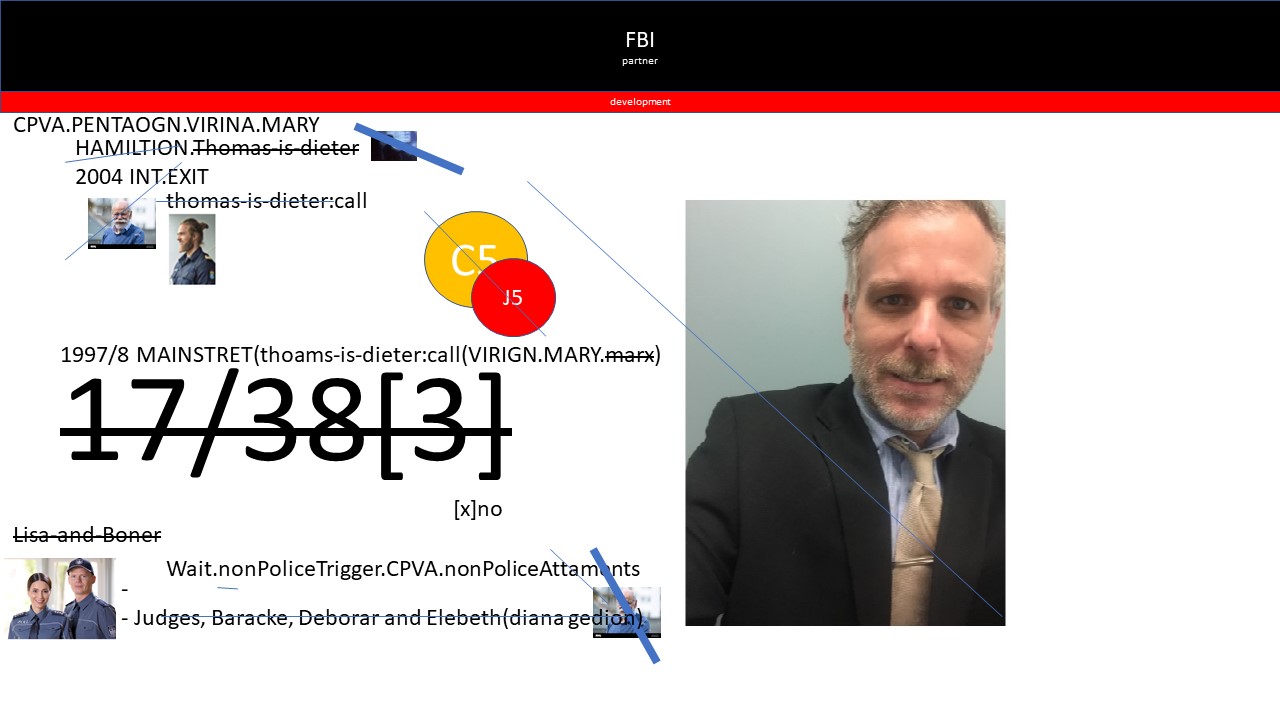 FBI
partner
development
CPVA.PENTAOGN.VIRINA.MARY
HAMILTION.Thomas-is-dieter
2004 INT.EXIT
thomas-is-dieter:call
C5
J5
1997/8 MAINSTRET(thoams-is-dieter:call(VIRIGN.MARY.marx)
17/38[3]
[x]no
Lisa-and-Boner
Wait.nonPoliceTrigger.CPVA.nonPoliceAttaments
-
- Judges, Baracke, Deborar and Elebeth(diana gedion)